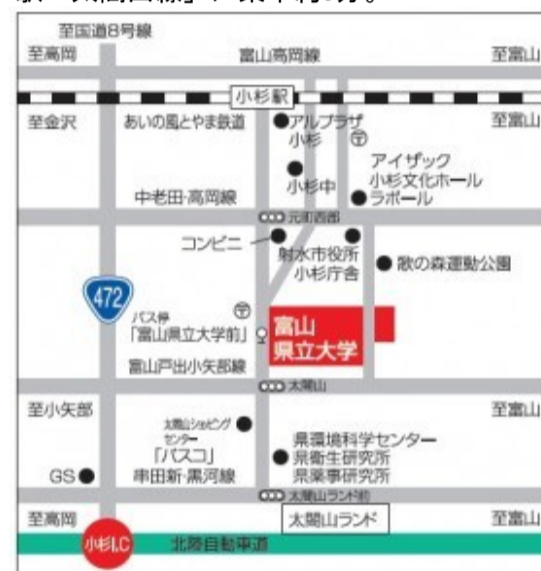 至国道8号線
至高岡
富山高岡線
至富山
小杉駅
至金沢
あいの風とやま鉄道
アルプラザ
小杉
至富山
小杉中
アイザック
小杉文化ホール
ラポール
中老田・高岡線
元町西部
コンビニ
射水市役所
小杉庁舎
歌の森運動公園
472
バス停
「富山県立大学前」
富山
県立大学
富山戸出小矢部線
太閤山
至小矢部
至富山
太閤山ショッピング
センター
「パスコ」
県環境科学センター
県衛生研究所
県薬事研究所
GS
串田新・黒河線
太閤山ランド前
至高岡
太閤山ランド
至富山
小杉I.C
北陸自動車道